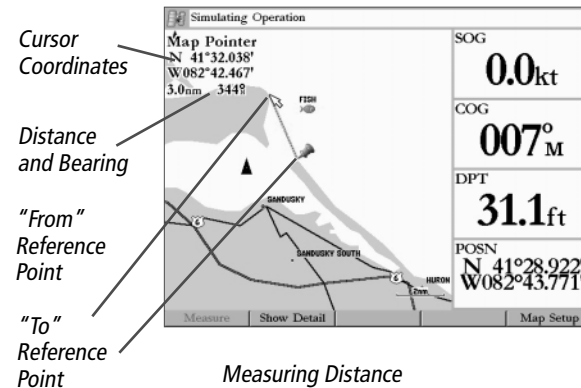 Cursor
Coordinates
Distance
and Bearing
“From”
Reference
Point
“To”
Reference
Point
Simulating Operation
Map Pointer
N 41°32.038'
W082°42.467'
3.0nm 344°M
FISH
SANDUSKY
SANDUSKY SOUTH
6
6
HURON
Measure
Show Detail
Map Setup
SOG
0.0kt
COG
007°M
DPT
31.1ft
POSN
N 41°28.922'
W082°43.771'
Measuring Distance